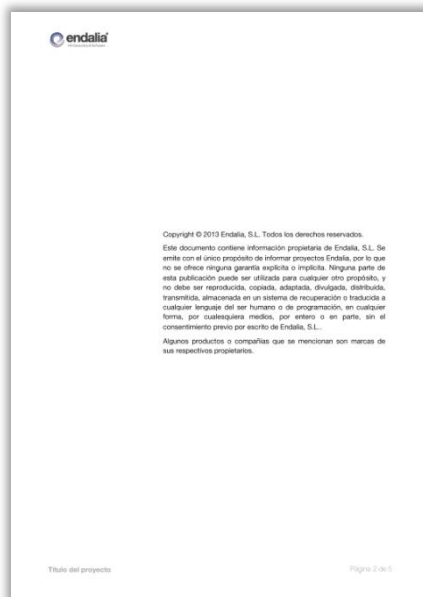 endalia
Copyright © 2013 Endalia, S.L. Todos los derechos reservados.
Este documento contiene información propietaria de Endalia, S.L. Se
emite con el único propósito de informar proyectos Endalia, por lo que
no se ofrece ninguna garantía explícita o implícita. Ninguna parte de
esta publicación puede ser utilizada para cualquier otro propósito, y
no debe ser reproducida, copiada, adaptada, divulgada, distribuida,
transmitida, almacenada en un sistema de recuperación o traducida a
cualquier lenguaje del ser humano o de programación, en cualquier
forma, por cualesquiera medios, por entero o en parte, sin el
consentimiento previo por escrito de Endalia, S.L..
Algunos productos o compañías que se mencionan son marcas de
sus respectivos propietarios.
Título del proyecto
Página 2 de 5